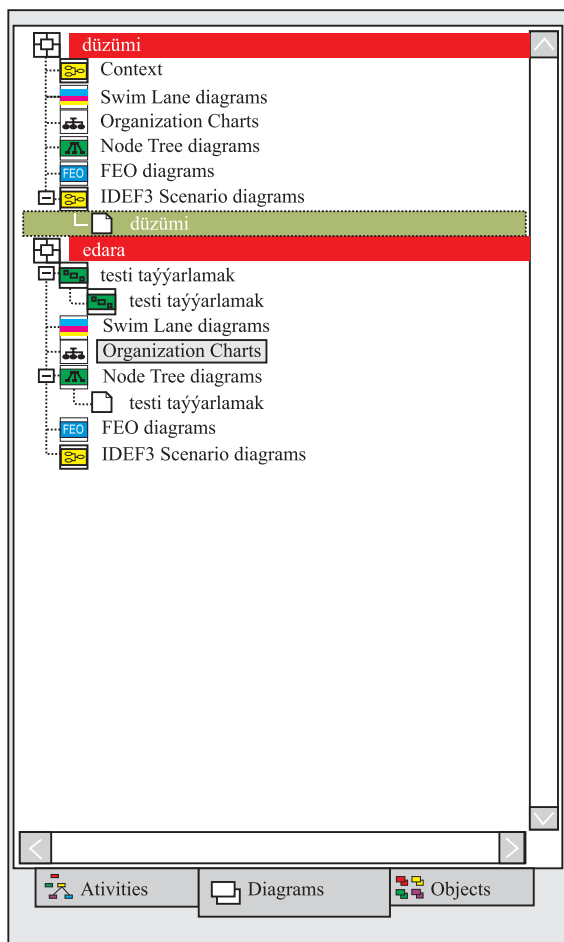 düzümi
Context
Swim Lane diagrams
Organization Charts
Node Tree diagrams
FEO FEO diagrams
IDEF3 Scenario diagrams
düzümi
edara
testi taýýarlamak
testi taýýarlamak
Swim Lane diagrams
Organization Charts
Node Tree diagrams
testi taýýarlamak
FEO FEO diagrams
IDEF3 Scenario diagrams
Ativities Diagrams Objects